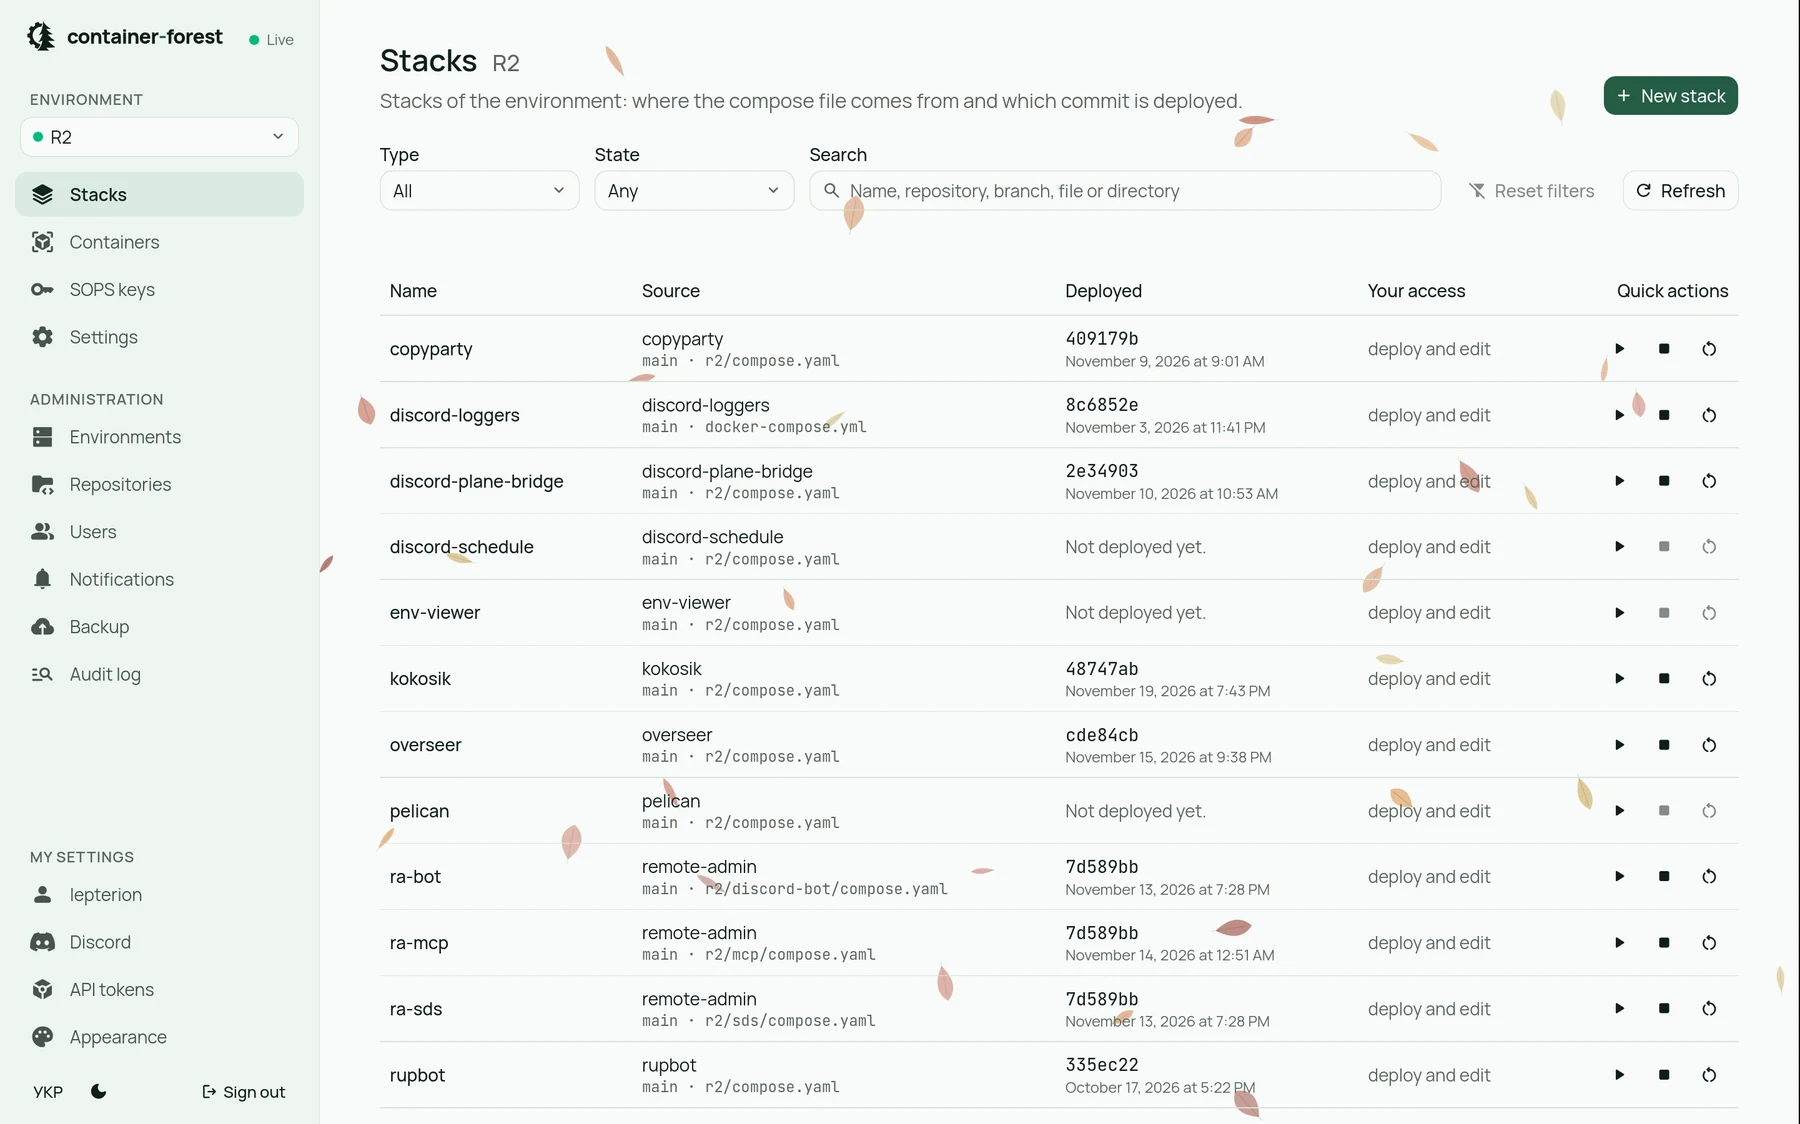 container-forest
Live
ENVIRONMENT
R2
Stacks
Containers
SOPS keys
Settings
ADMINISTRATION
Environments
Repositories
Users
Notifications
Backup
Audit log
MY SETTINGS
lepterion
Discord
API tokens
Appearance
УКР
Sign out
Stacks R2
Stacks of the environment: where the compose file comes from and which commit is deployed.
+ New stack
Type
All
State
Any
Search
Name, repository, branch, file or directory
Reset filters
Refresh
Name Source Deployed Your access Quick actions
copyparty
copyparty
main · r2/compose.yaml
409179b
November 9, 2026 at 9:01 AM
deploy and edit
discord-loggers
discord-loggers
main · docker-compose.yml
8c6852e
November 3, 2026 at 11:41 PM
deploy and edit
discord-plane-bridge
discord-plane-bridge
main · r2/compose.yaml
2e34903
November 10, 2026 at 10:53 AM
deploy and edit
discord-schedule
discord-schedule
main · r2/compose.yaml
Not deployed yet.
deploy and edit
env-viewer
env-viewer
main · r2/compose.yaml
Not deployed yet.
deploy and edit
kokosik
kokosik
main · r2/compose.yaml
48747ab
November 19, 2026 at 7:43 PM
deploy and edit
overseer
overseer
main · r2/compose.yaml
cde84cb
November 15, 2026 at 9:38 PM
deploy and edit
pelican
pelican
main · r2/compose.yaml
Not deployed yet.
deploy and edit
ra-bot
remote-admin
main · r2/discord-bot/compose.yaml
7d589bb
November 13, 2026 at 7:28 PM
deploy and edit
ra-mcp
remote-admin
main · r2/mcp/compose.yaml
7d589bb
November 14, 2026 at 12:51 AM
deploy and edit
ra-sds
remote-admin
main · r2/sds/compose.yaml
7d589bb
November 13, 2026 at 7:28 PM
deploy and edit
rupbot
rupbot
main · r2/compose.yaml
335ec22
October 17, 2026 at 5:22 PM
deploy and edit